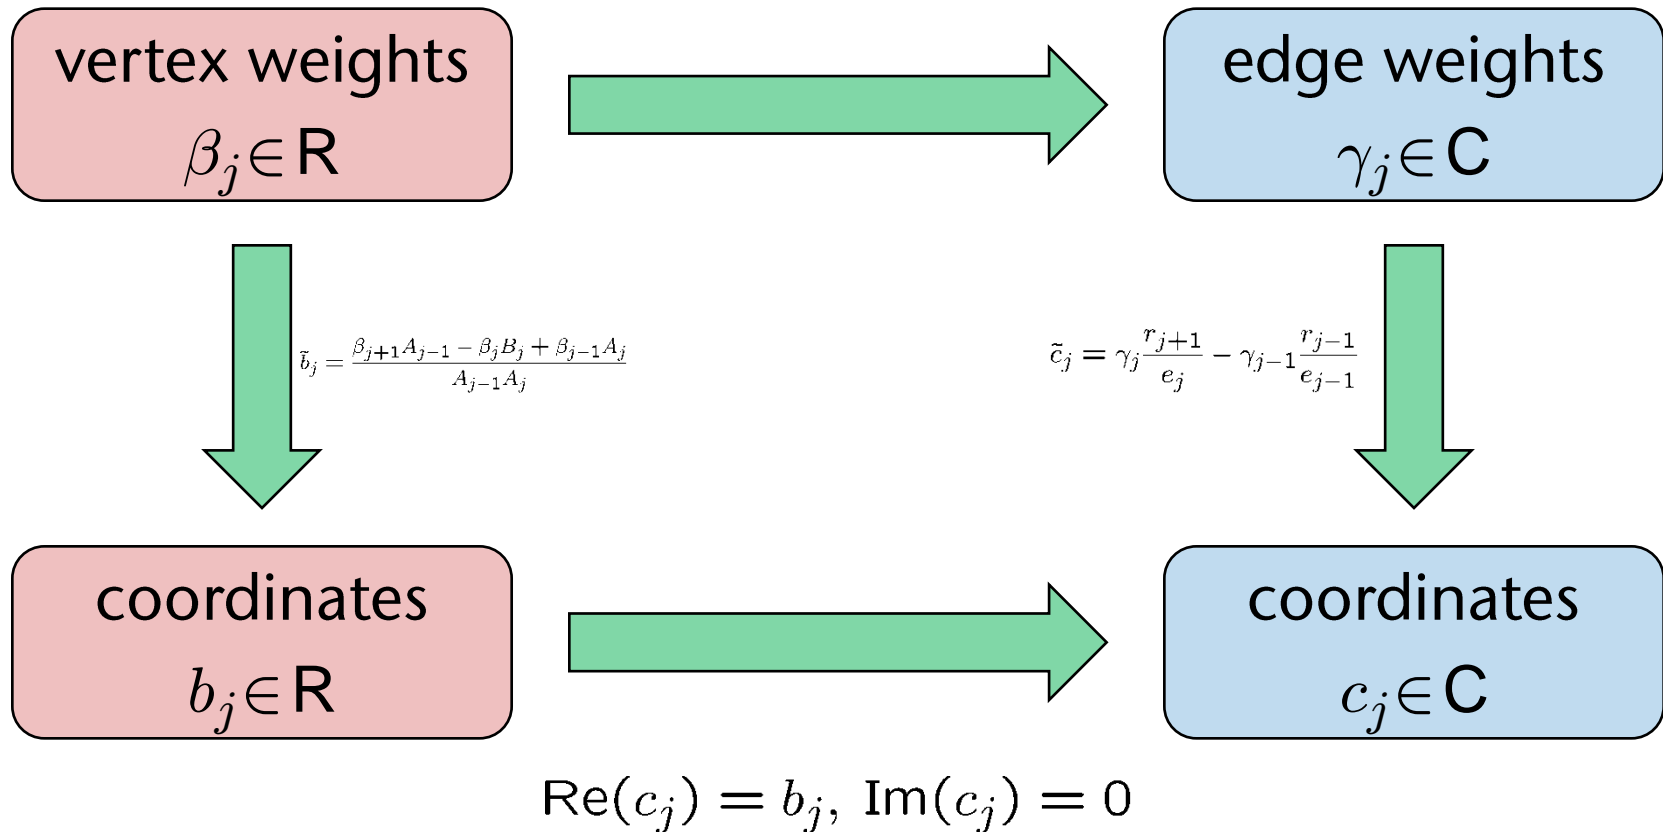 vertex weights
βⱼ ∈ R
edge weights
γⱼ ∈ C
b̃ⱼ = (βⱼ₊₁Aⱼ₋₁ − βⱼBⱼ + βⱼ₋₁Aⱼ) / (Aⱼ₋₁Aⱼ)
c̃ⱼ = γⱼ rⱼ₊₁/eⱼ − γⱼ₋₁ rⱼ₋₁/eⱼ₋₁
coordinates
bⱼ ∈ R
coordinates
cⱼ ∈ C
Re(cⱼ) = bⱼ, Im(cⱼ) = 0